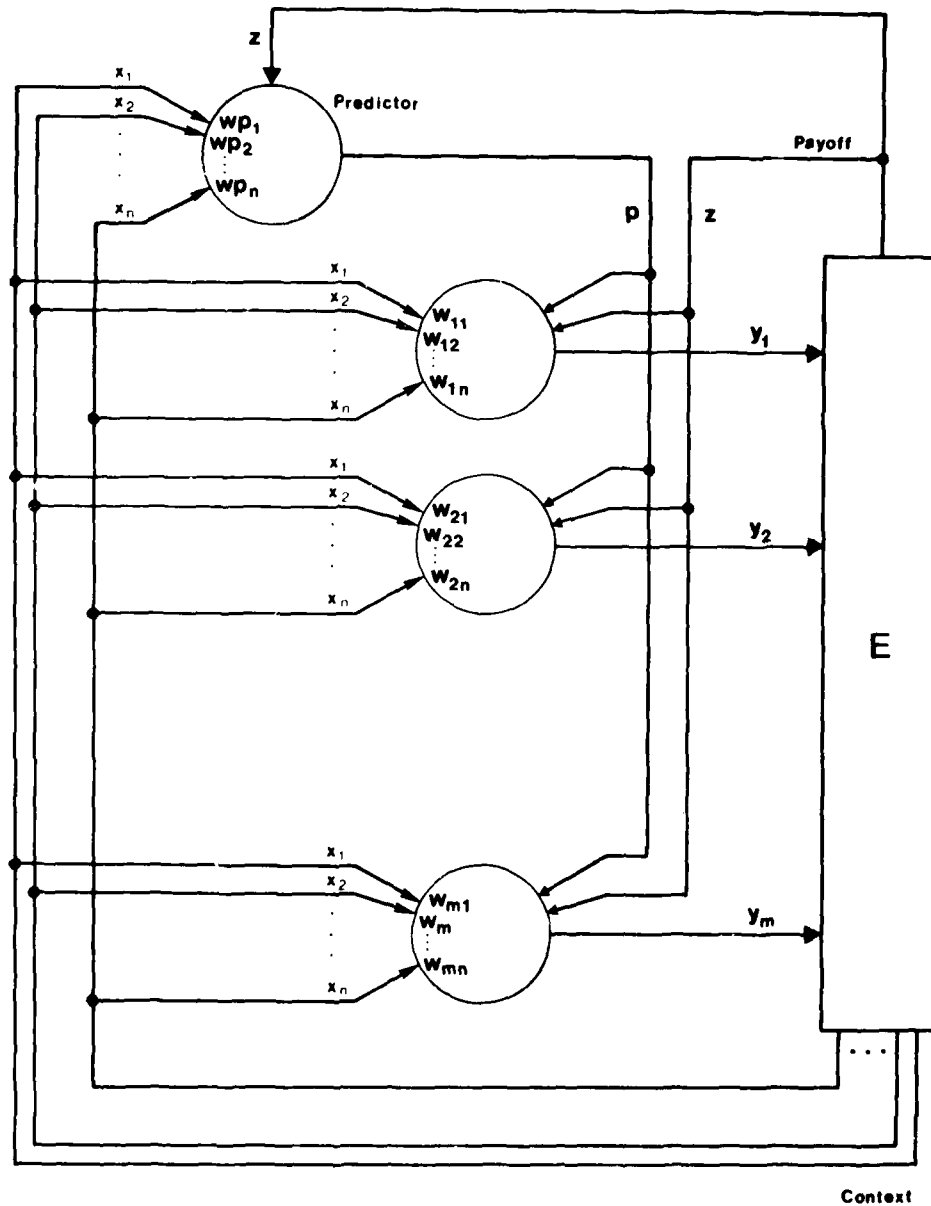 z
x1
Predictor
x2
wp1
wp2
Payoff
wpn
xn
p
z
x1
x2
w11
w12
y1
w1n
xn
x1
x2
w21
w22
y2
w2n
xn
E
x1
x2
wm1
wm
ym
wmn
xn
...
Context